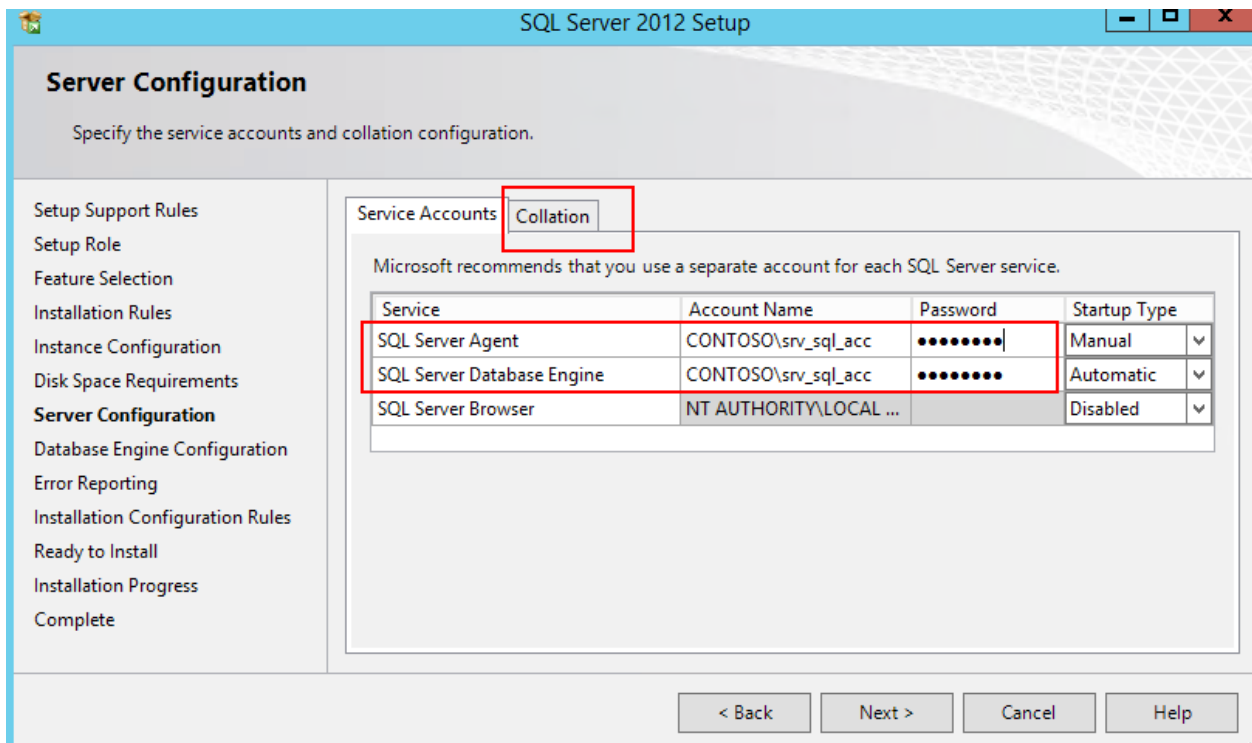 SQL Server 2012 Setup
Server Configuration
Specify the service accounts and collation configuration.
Setup Support Rules
Setup Role
Feature Selection
Installation Rules
Instance Configuration
Disk Space Requirements
Server Configuration
Database Engine Configuration
Error Reporting
Installation Configuration Rules
Ready to Install
Installation Progress
Complete
Service Accounts Collation
Microsoft recommends that you use a separate account for each SQL Server service.
Service Account Name Password Startup Type
SQL Server Agent CONTOSO\srv_sql_acc ●●●●●●●● Manual
SQL Server Database Engine CONTOSO\srv_sql_acc ●●●●●●●● Automatic
SQL Server Browser NT AUTHORITY\LOCAL ... Disabled
< Back Next > Cancel Help